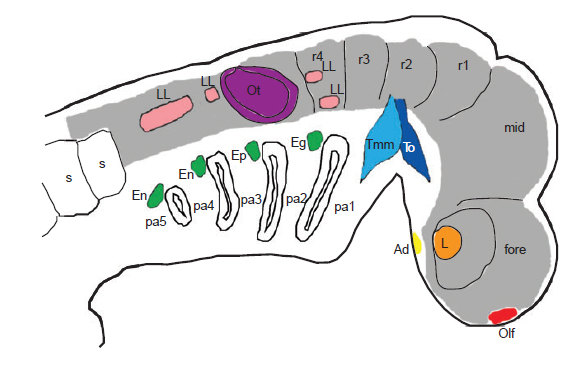 r4
LL
r3
r2
r1
LL
LL
Ot
LL
mid
Eg
Tmm
To
Ep
s
s
En
En
pa5
pa4
pa3
pa2
pa1
Ad
L
fore
Olf